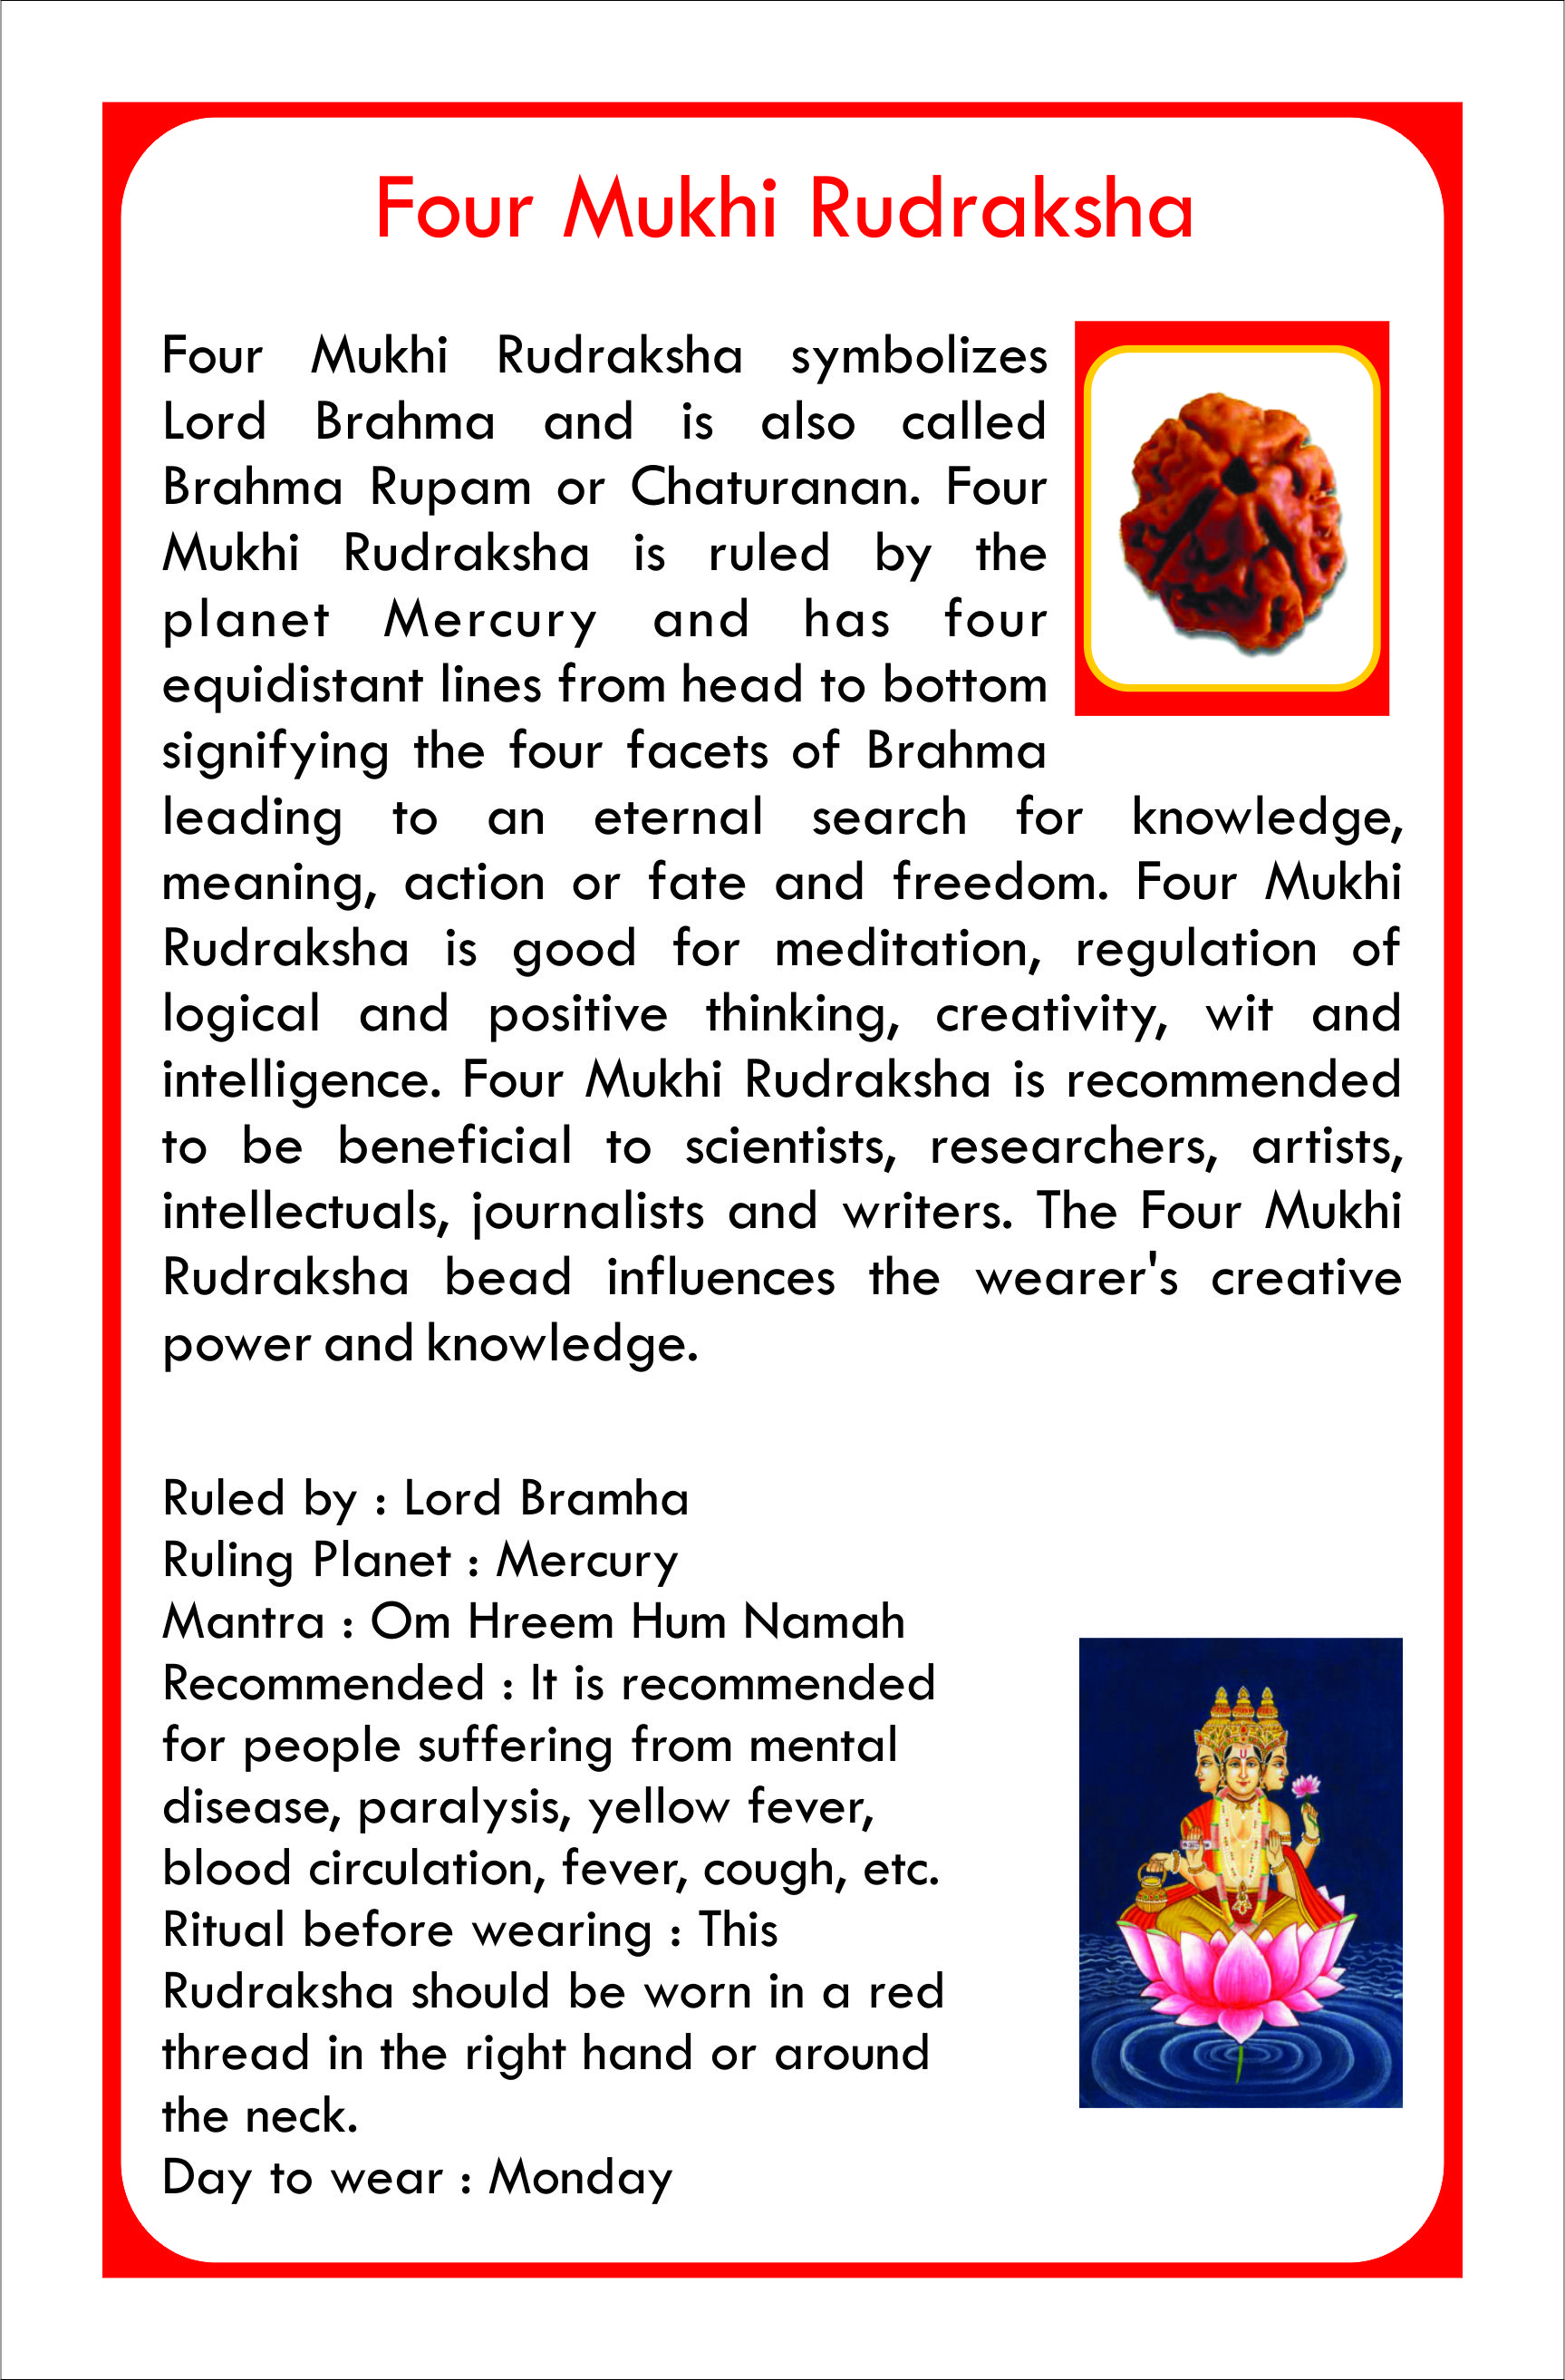 Four Mukhi Rudraksha
Four Mukhi Rudraksha symbolizes
Lord Brahma and is also called
Brahma Rupam or Chaturanan. Four
Mukhi Rudraksha is ruled by the
planet Mercury and has four
equidistant lines from head to bottom
signifying the four facets of Brahma
leading to an eternal search for knowledge,
meaning, action or fate and freedom. Four Mukhi
Rudraksha is good for meditation, regulation of
logical and positive thinking, creativity, wit and
intelligence. Four Mukhi Rudraksha is recommended
to be beneficial to scientists, researchers, artists,
intellectuals, journalists and writers. The Four Mukhi
Rudraksha bead influences the wearer's creative
power and knowledge.
Ruled by : Lord Bramha
Ruling Planet : Mercury
Mantra : Om Hreem Hum Namah
Recommended : It is recommended
for people suffering from mental
disease, paralysis, yellow fever,
blood circulation, fever, cough, etc.
Ritual before wearing : This
Rudraksha should be worn in a red
thread in the right hand or around
the neck.
Day to wear : Monday